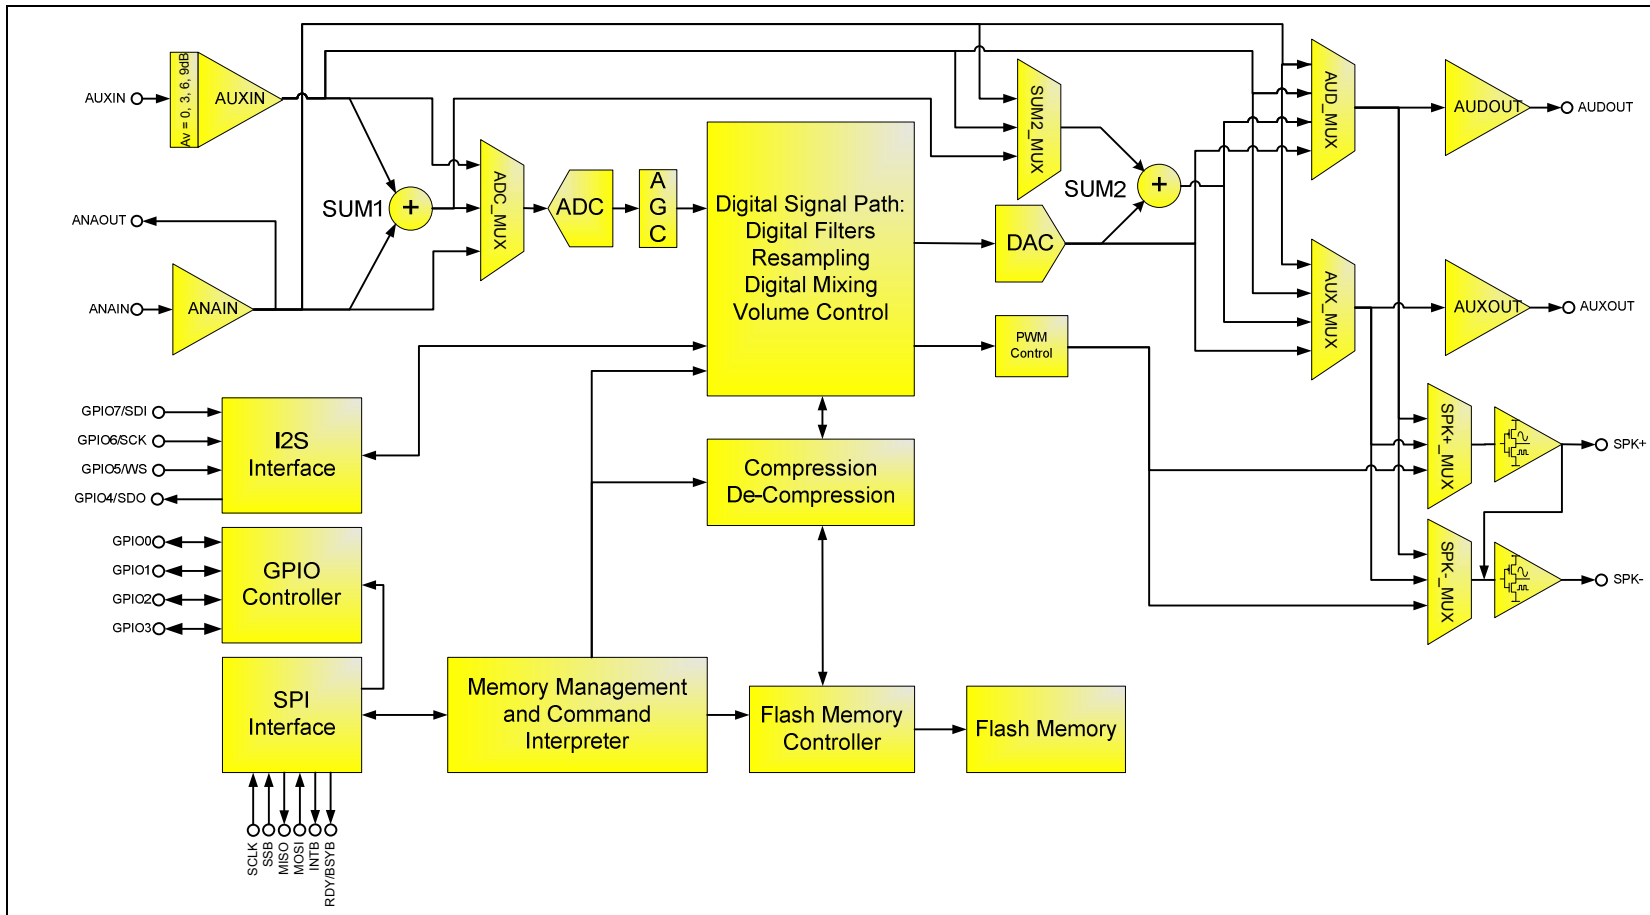 AUXIN
Av = 0, 3, 6, 9dB
AUXIN
ANAOUT
ANAIN
ANAIN
SUM1
+
ADC_MUX
ADC
A
G
C
Digital Signal Path:
Digital Filters
Resampling
Digital Mixing
Volume Control
SUM2_MUX
SUM2
+
DAC
PWM
Control
AUD_MUX
AUDOUT
AUDOUT
AUX_MUX
AUXOUT
AUXOUT
SPK+_MUX
SPK+
SPK-_MUX
SPK-
GPIO7/SDI
GPIO6/SCK
GPIO5/WS
GPIO4/SDO
I2S
Interface
Compression
De-Compression
GPIO0
GPIO1
GPIO2
GPIO3
GPIO
Controller
SPI
Interface
Memory Management
and Command
Interpreter
Flash Memory
Controller
Flash Memory
SCLK
SSB
MISO
MOSI
INTB
RDY/BSYB